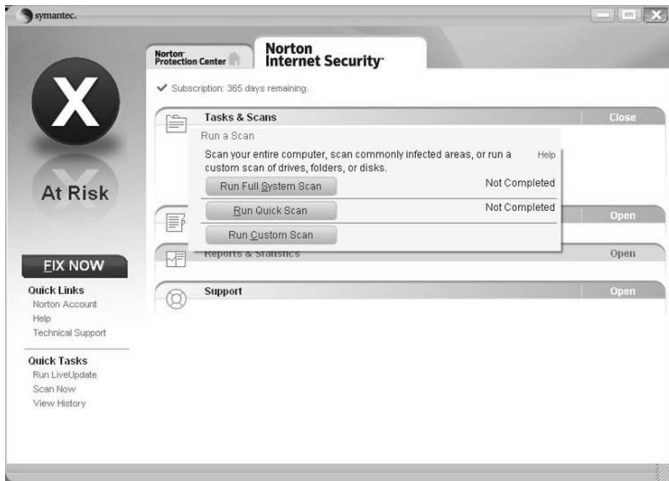 symantec.
Norton
Protection Center
Norton
Internet Security
Subscription: 365 days remaining.
X
At Risk
FIX NOW
Quick Links
Norton Account
Help
Technical Support
Quick Tasks
Run LiveUpdate
Scan Now
View History
Tasks & Scans Close
Run a Scan
Scan your entire computer, scan commonly infected areas, or run a Help
custom scan of drives, folders, or disks.
Run Full System Scan Not Completed
Run Quick Scan Not Completed
Run Custom Scan
Open
Reports & Statistics Open
Support Open